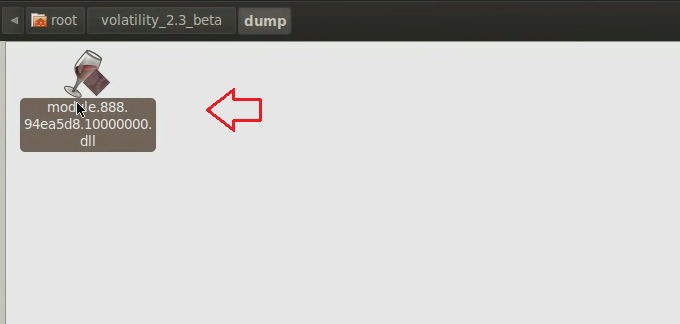 root
volatility_2.3_beta
dump
module.888.
94ea5d8.10000000.
dll